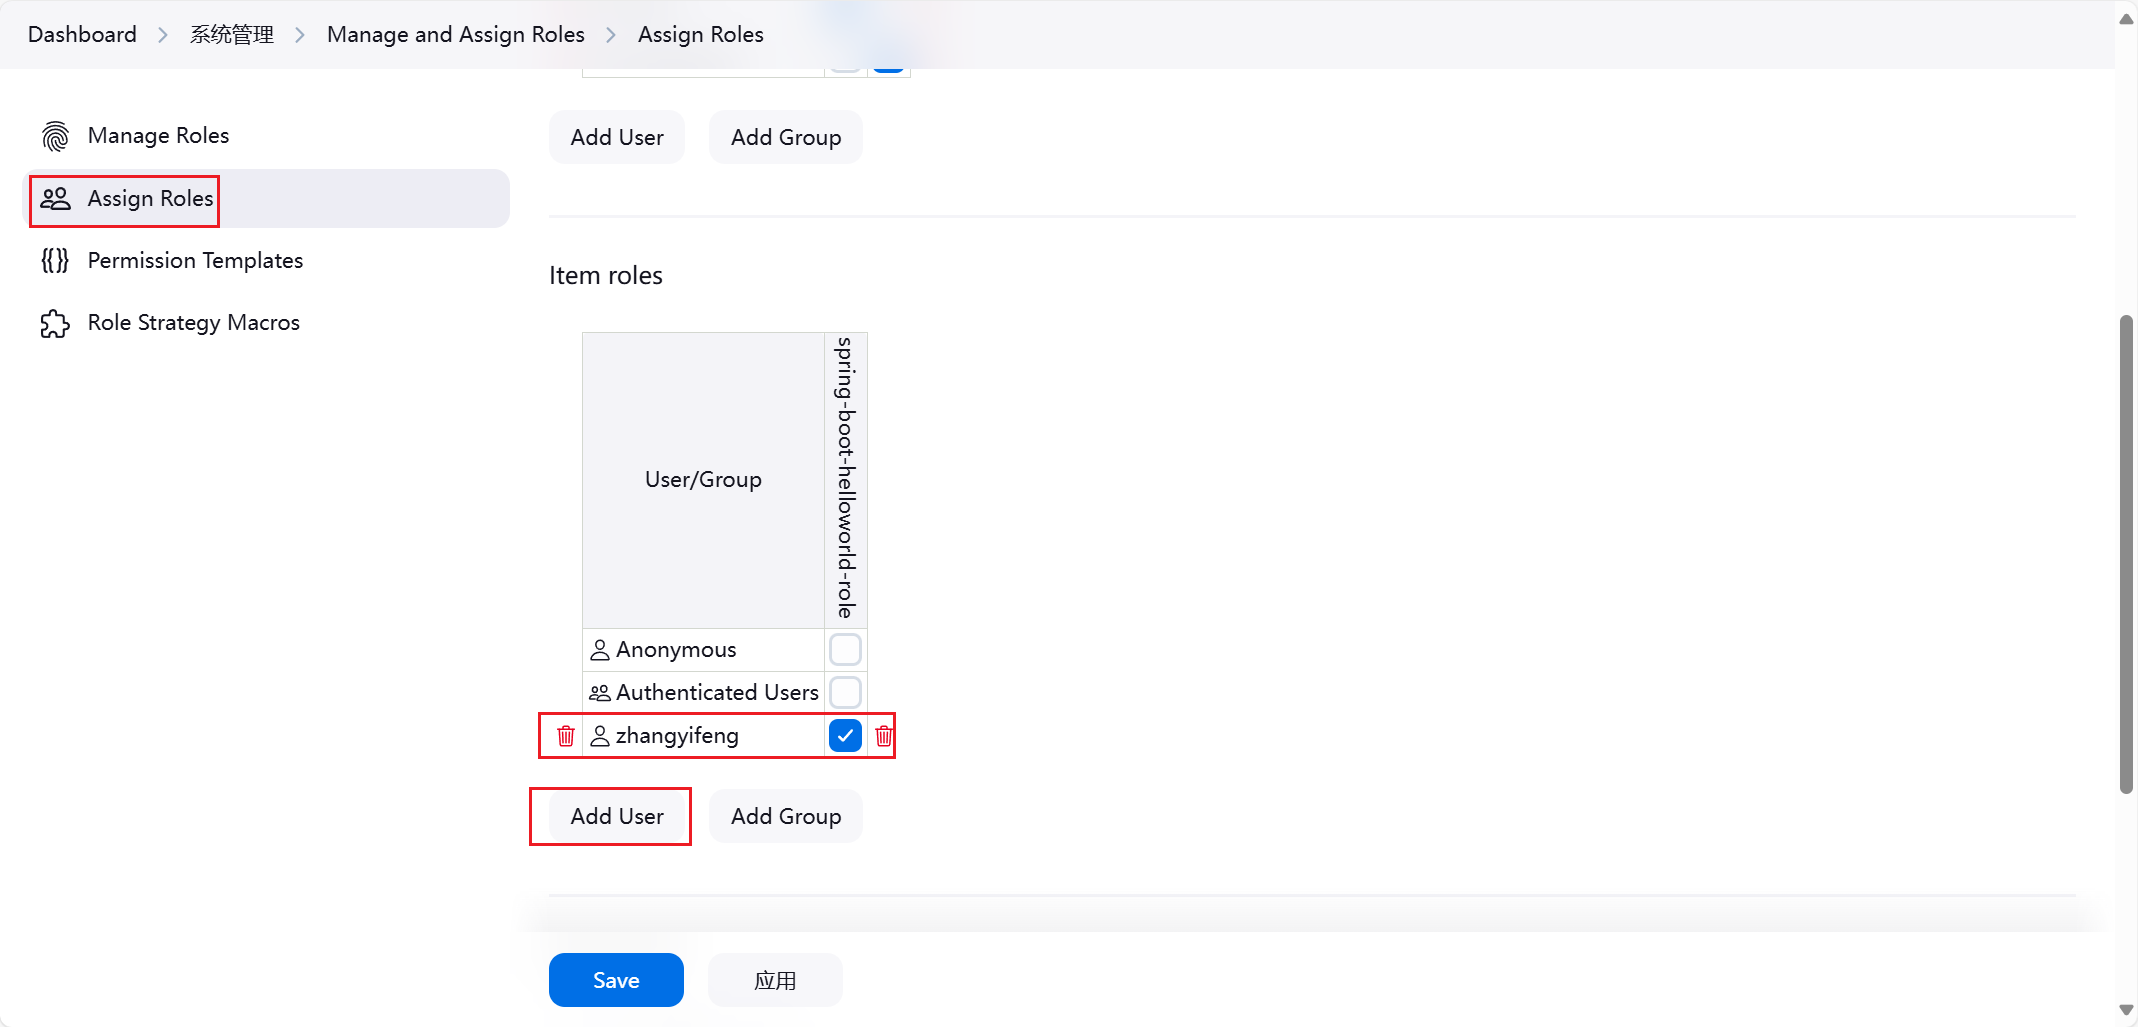 Dashboard > 系统管理 > Manage and Assign Roles > Assign Roles
Manage Roles
Assign Roles
Permission Templates
Role Strategy Macros
Add User
Add Group
Item roles
User/Group
spring-boot-helloworld-role
Anonymous
Authenticated Users
zhangyifeng
Add User
Add Group
Save
应用